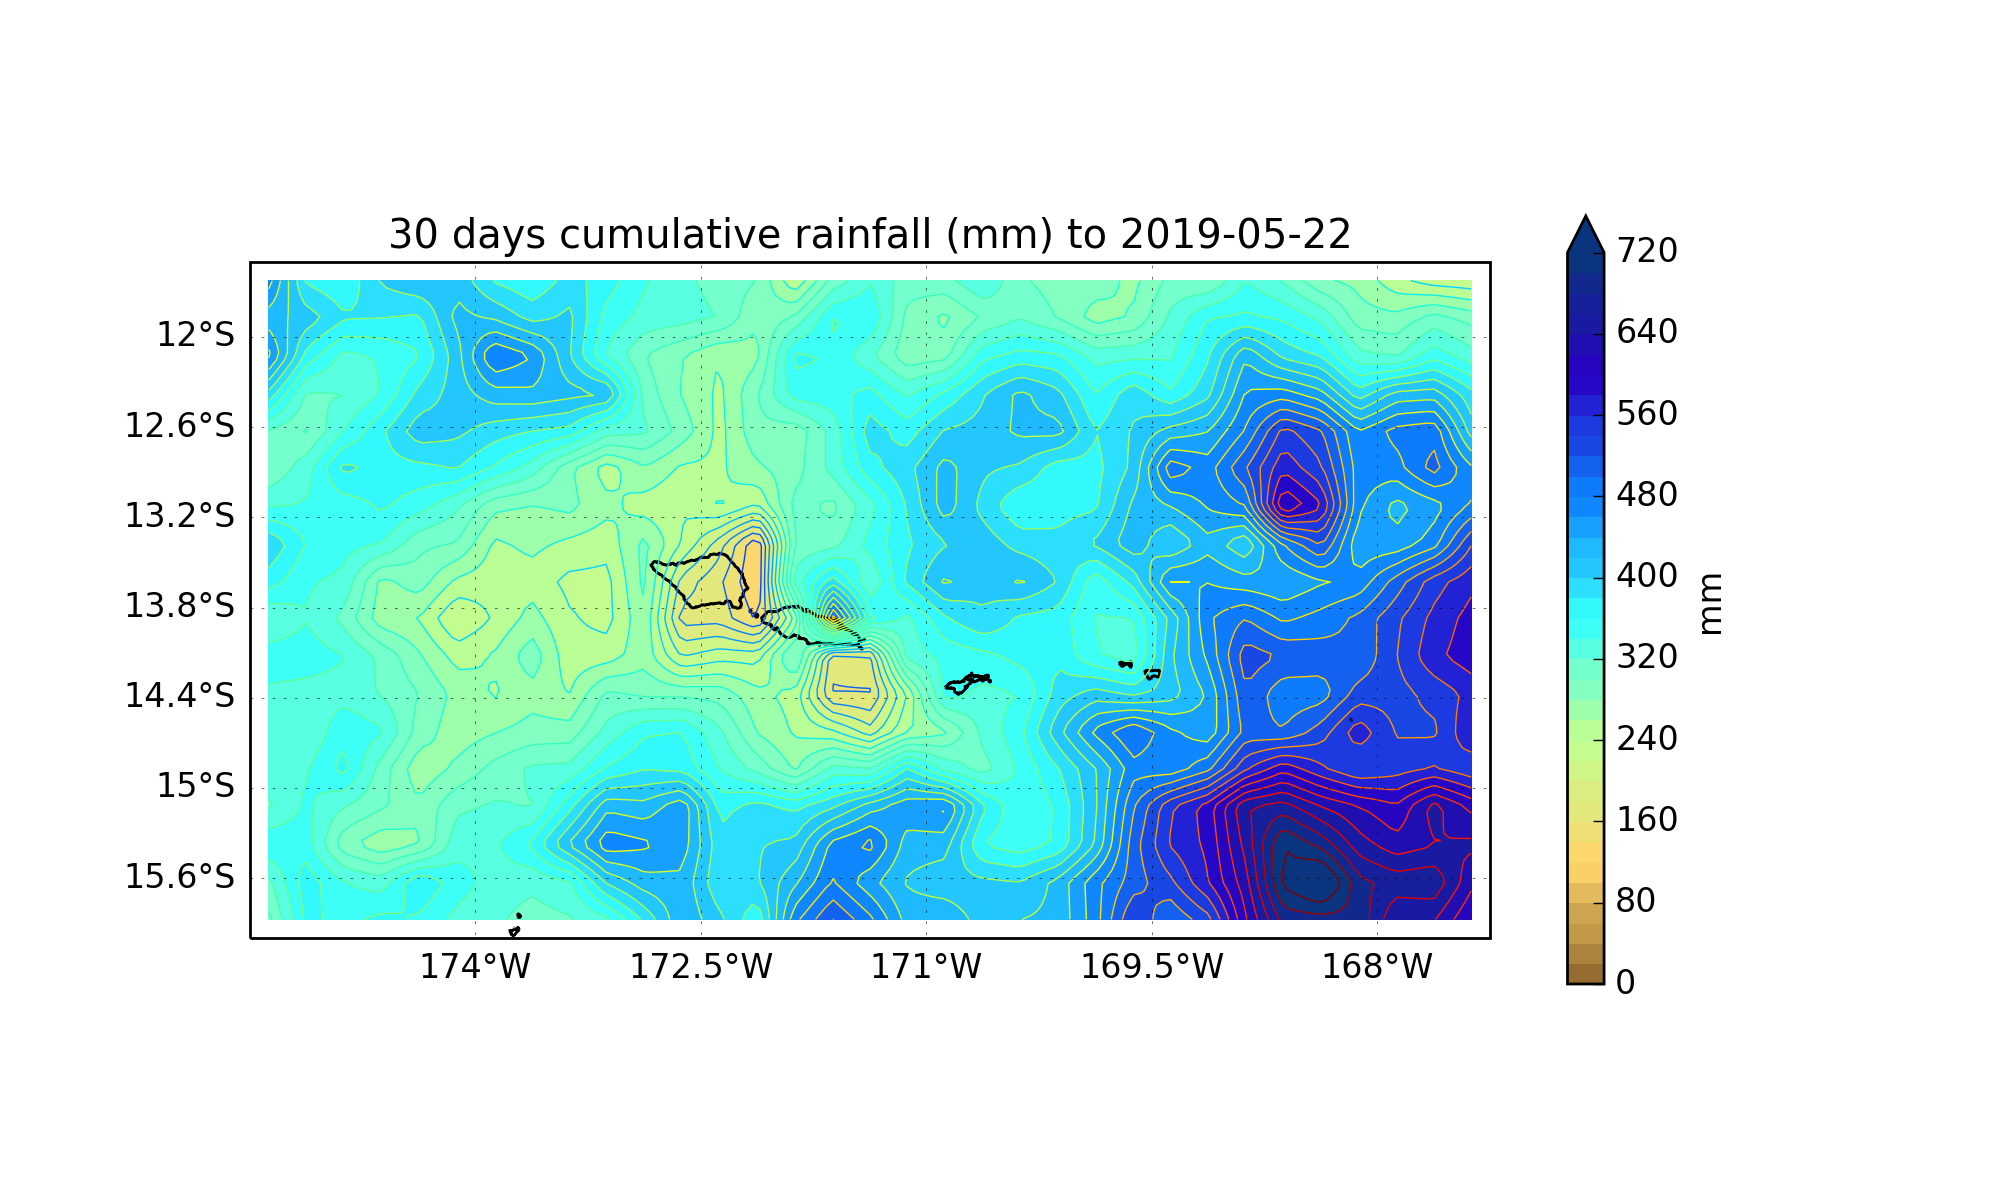 30 days cumulative rainfall (mm) to 2019-05-22
12°S
12.6°S
13.2°S
13.8°S
14.4°S
15°S
15.6°S
174°W
172.5°W
171°W
169.5°W
168°W
720
640
560
480
400
320
240
160
80
0
mm